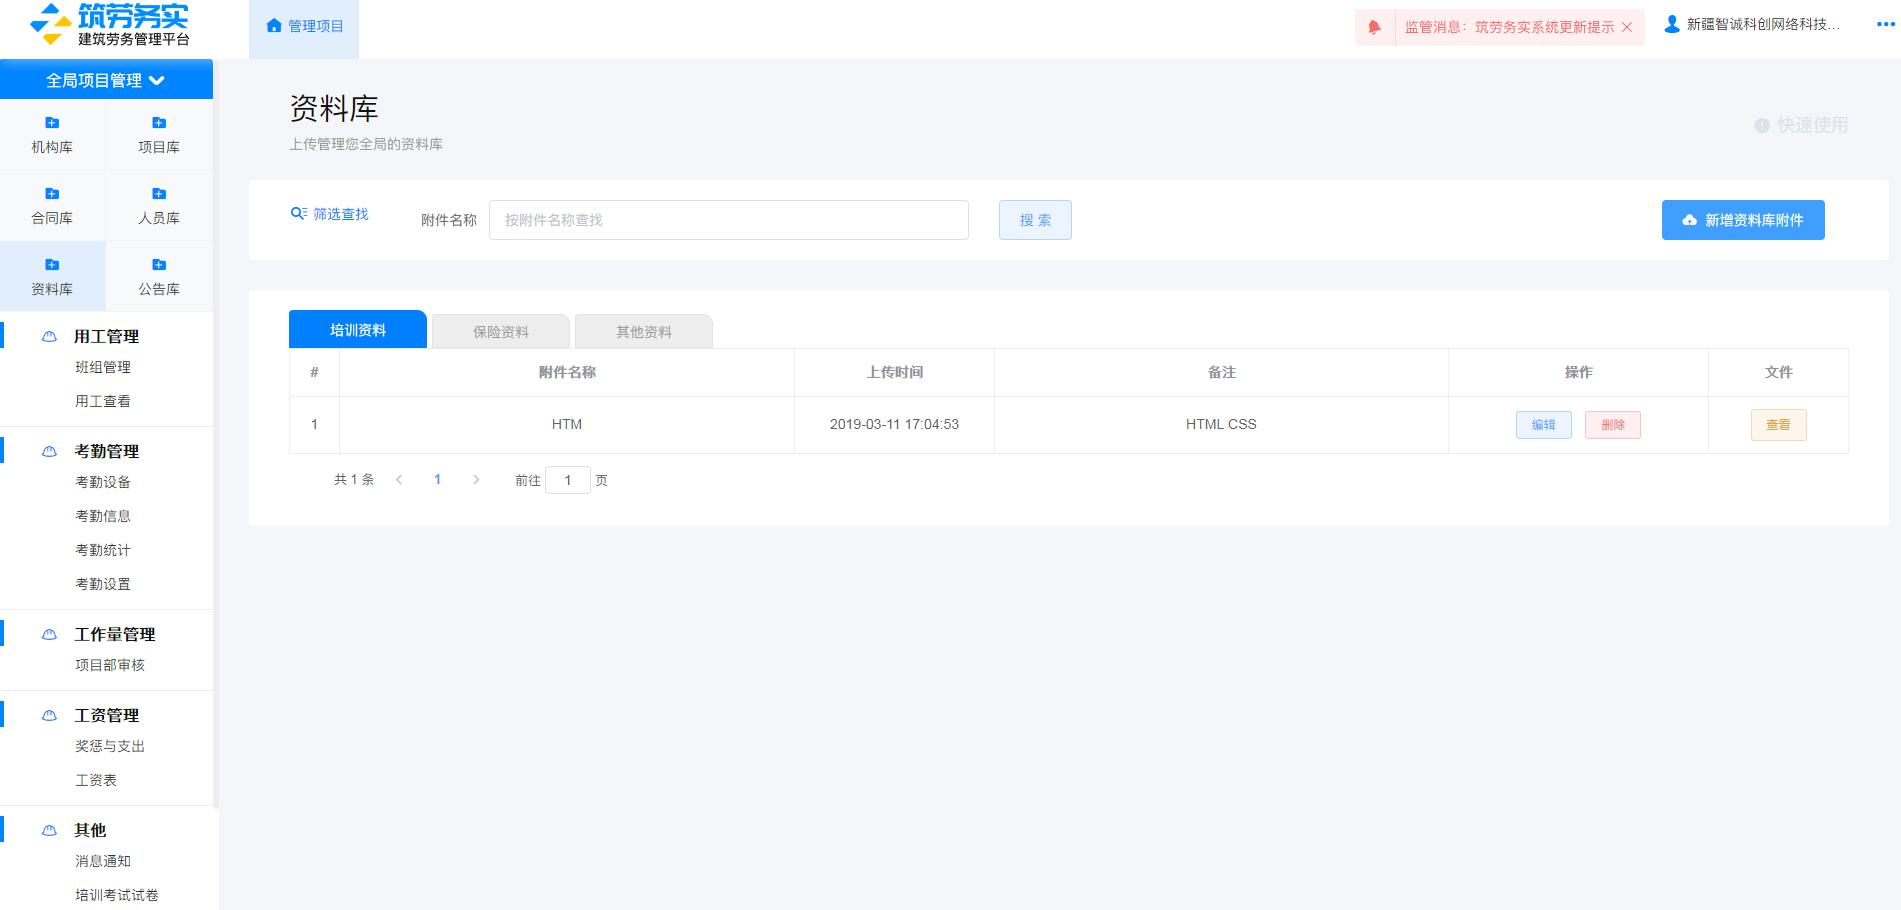 筑劳务实
建筑劳务管理平台
管理项目
监管消息：筑劳务实系统更新提示
新疆智诚科创网络科技...
全局项目管理
机构库 项目库
合同库 人员库
资料库 公告库
用工管理
班组管理
用工查看
考勤管理
考勤设备
考勤信息
考勤统计
考勤设置
工作量管理
项目部审核
工资管理
奖惩与支出
工资表
其他
消息通知
培训考试试卷
资料库
上传管理您全局的资料库
快速使用
筛选查找 附件名称 按附件名称查找 搜 索 新增资料库附件
培训资料 保险资料 其他资料
# 附件名称 上传时间 备注 操作 文件
1 HTM 2019-03-11 17:04:53 HTML CSS 编辑 删除 查看
共 1 条 1 前往 1 页